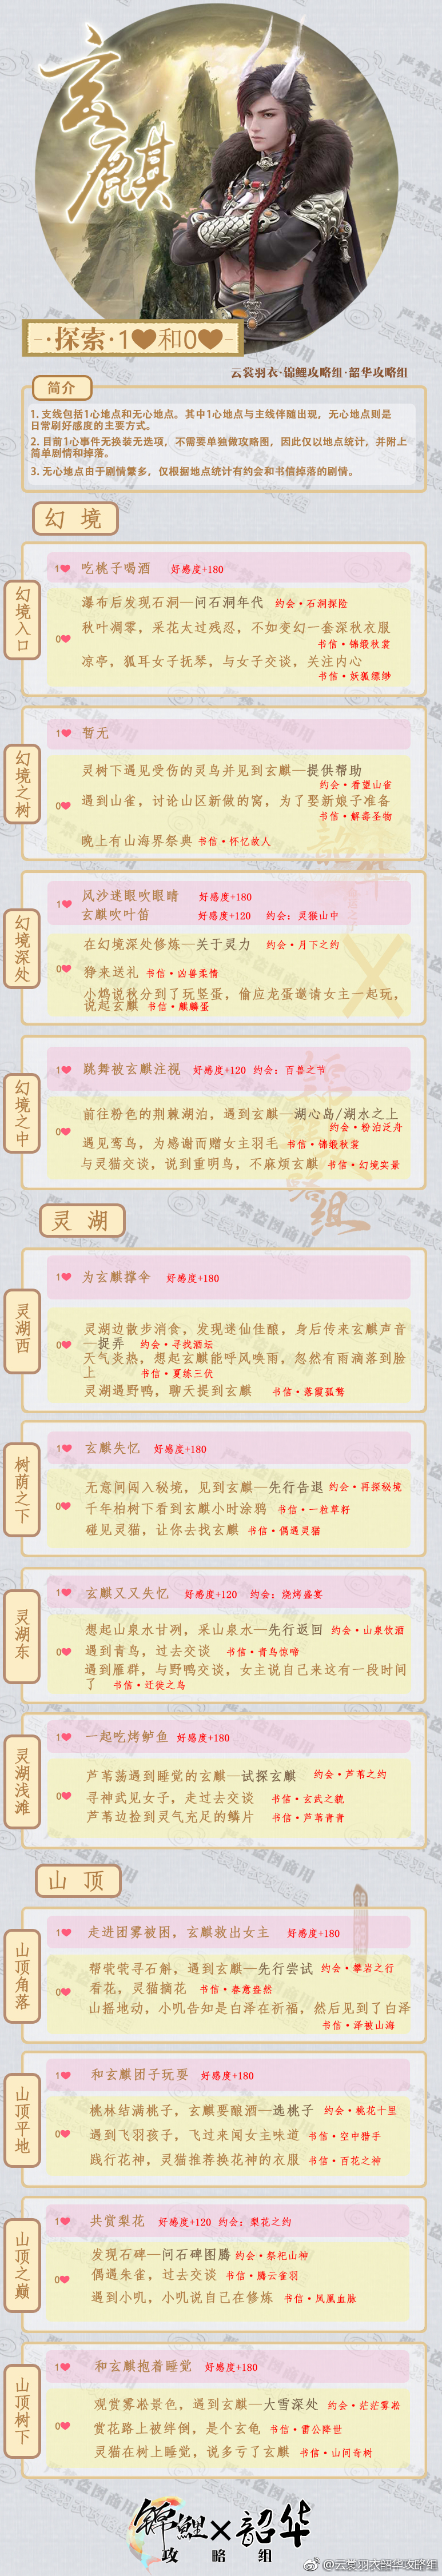 玄麒
·探索·1❤和0❤
云裳羽衣·锦鲤攻略组·韶华攻略组
简介
1. 支线包括1心地点和无心地点。其中1心地点与主线伴随出现，无心地点则是
日常刷好感度的主要方式。
2. 目前1心事件无换装无选项，不需要单独做攻略图，因此仅以地点统计，并附上
简单剧情和掉落。
3. 无心地点由于剧情繁多，仅根据地点统计有约会和书信掉落的剧情。
幻境
幻境入口
1❤ 吃桃子喝酒 好感度+180
0❤
瀑布后发现石洞—问石洞年代 约会·石洞探险
秋叶凋零，采花太过残忍，不如变幻一套深秋衣服
书信·锦缎秋裳
凉亭，狐耳女子抚琴，与女子交谈，关注内心
书信·妖狐缥缈
幻境之树
1❤ 暂无
0❤
灵树下遇见受伤的灵鸟并见到玄麒—提供帮助
约会·看望山雀
遇到山雀，讨论山区新做的窝，为了娶新娘子准备
书信·解毒圣物
晚上有山海界祭典 书信·怀忆故人
幻境深处
1❤
风沙迷眼吹眼睛 好感度+180
玄麒吹叶笛 好感度+120 约会：灵猴山中
0❤
在幻境深处修炼—关于灵力 约会·月下之约
狰来送礼 书信·凶兽柔情
小鸩说秋分到了玩竖蛋，偷应龙蛋邀请女主一起玩，
说起玄麒 书信·麒麟蛋
幻境之中
1❤ 跳舞被玄麒注视 好感度+120 约会：百兽之节
0❤
前往粉色的荆棘湖泊，遇到玄麒—湖心岛/湖水之上
约会·粉泊泛舟
遇见鸾鸟，为感谢而赠女主羽毛 书信·锦缎秋裳
与灵猫交谈，说到重明鸟，不麻烦玄麒 书信·幻境实景
灵湖
灵湖西
1❤ 为玄麒撑伞 好感度+180
0❤
灵湖边散步消食，发现迷仙佳酿，身后传来玄麒声音
—捉弄 约会·寻找酒坛
天气炎热，想起玄麒能呼风唤雨，忽然有雨滴落到脸
上 书信·夏练三伏
灵湖遇野鸭，聊天提到玄麒 书信·落霞孤鹜
树荫之下
1❤ 玄麒失忆 好感度+180
0❤
无意间闯入秘境，见到玄麒—先行告退 约会·再探秘境
千年柏树下看到玄麒小时涂鸦 书信·一粒草籽
碰见灵猫，让你去找玄麒 书信·偶遇灵猫
灵湖东
1❤ 玄麒又又失忆 好感度+120 约会：烧烤盛宴
0❤
想起山泉水甘冽，采山泉水—先行返回 约会·山泉饮酒
遇到青鸟，过去交谈 书信·青鸟惊啼
遇到雁群，与野鸭交谈，女主说自己来这有一段时间
了 书信·迁徙之鸟
灵湖浅滩
1❤ 一起吃烤鲈鱼 好感度+180
0❤
芦苇荡遇到睡觉的玄麒—试探玄麒 约会·芦苇之约
寻神武见女子，走过去交谈 书信·玄武之貌
芦苇边捡到灵气充足的鳞片 书信·芦苇青青
山顶
山顶角落
1❤ 走进团雾被困，玄麒救出女主 好感度+180
0❤
帮茕茕寻石斛，遇到玄麒—先行尝试 约会·攀岩之行
看花，灵猫摘花 书信·春意盎然
山摇地动，小叽告知是白泽在祈福，然后见到了白泽
书信·泽被山海
山顶平地
1❤ 和玄麒团子玩耍 好感度+180
0❤
桃林结满桃子，玄麒要酿酒—选桃子 约会·桃花十里
遇到飞羽孩子，飞过来闻女主味道 书信·空中猎手
践行花神，灵猫推荐换花神的衣服 书信·百花之神
山顶之巅
1❤ 共赏梨花 好感度+120 约会：梨花之约
0❤
发现石碑—问石碑图腾 约会·祭祀山神
偶遇朱雀，过去交谈 书信·腾云雀羽
遇到小叽，小叽说自己在修炼 书信·凤凰血脉
山顶树下
1❤ 和玄麒抱着睡觉 好感度+180
0❤
观赏雾凇景色，遇到玄麒—大雪深处 约会·茫茫雾凇
赏花路上被绊倒，是个玄龟 书信·雷公降世
灵猫在树上睡觉，说多亏了玄麒 书信·山间奇树
锦鲤×韶华
攻略组
@云裳羽衣韶华攻略组